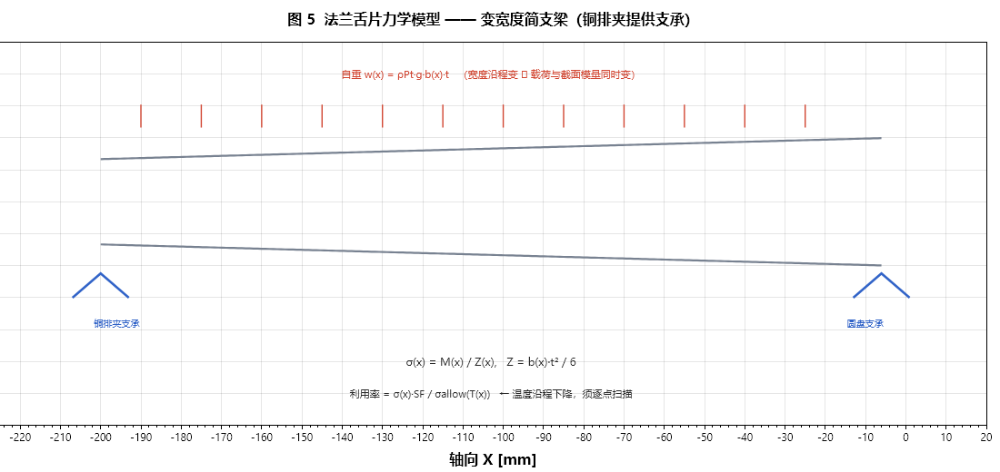 图 5 法兰舌片力学模型 —— 变宽度简支梁（铜排夹提供支承）
自重 w(x) = ρPt·g·b(x)·t （宽度沿程变 ▯ 载荷与截面模量同时变）
铜排夹支承
圆盘支承
σ(x) = M(x) / Z(x), Z = b(x)·t² / 6
利用率 = σ(x)·SF / σallow(T(x)) ← 温度沿程下降，须逐点扫描
-220 -210 -200 -190 -180 -170 -160 -150 -140 -130 -120 -110 -100 -90 -80 -70 -60 -50 -40 -30 -20 -10 0 10 20
轴向 X [mm]